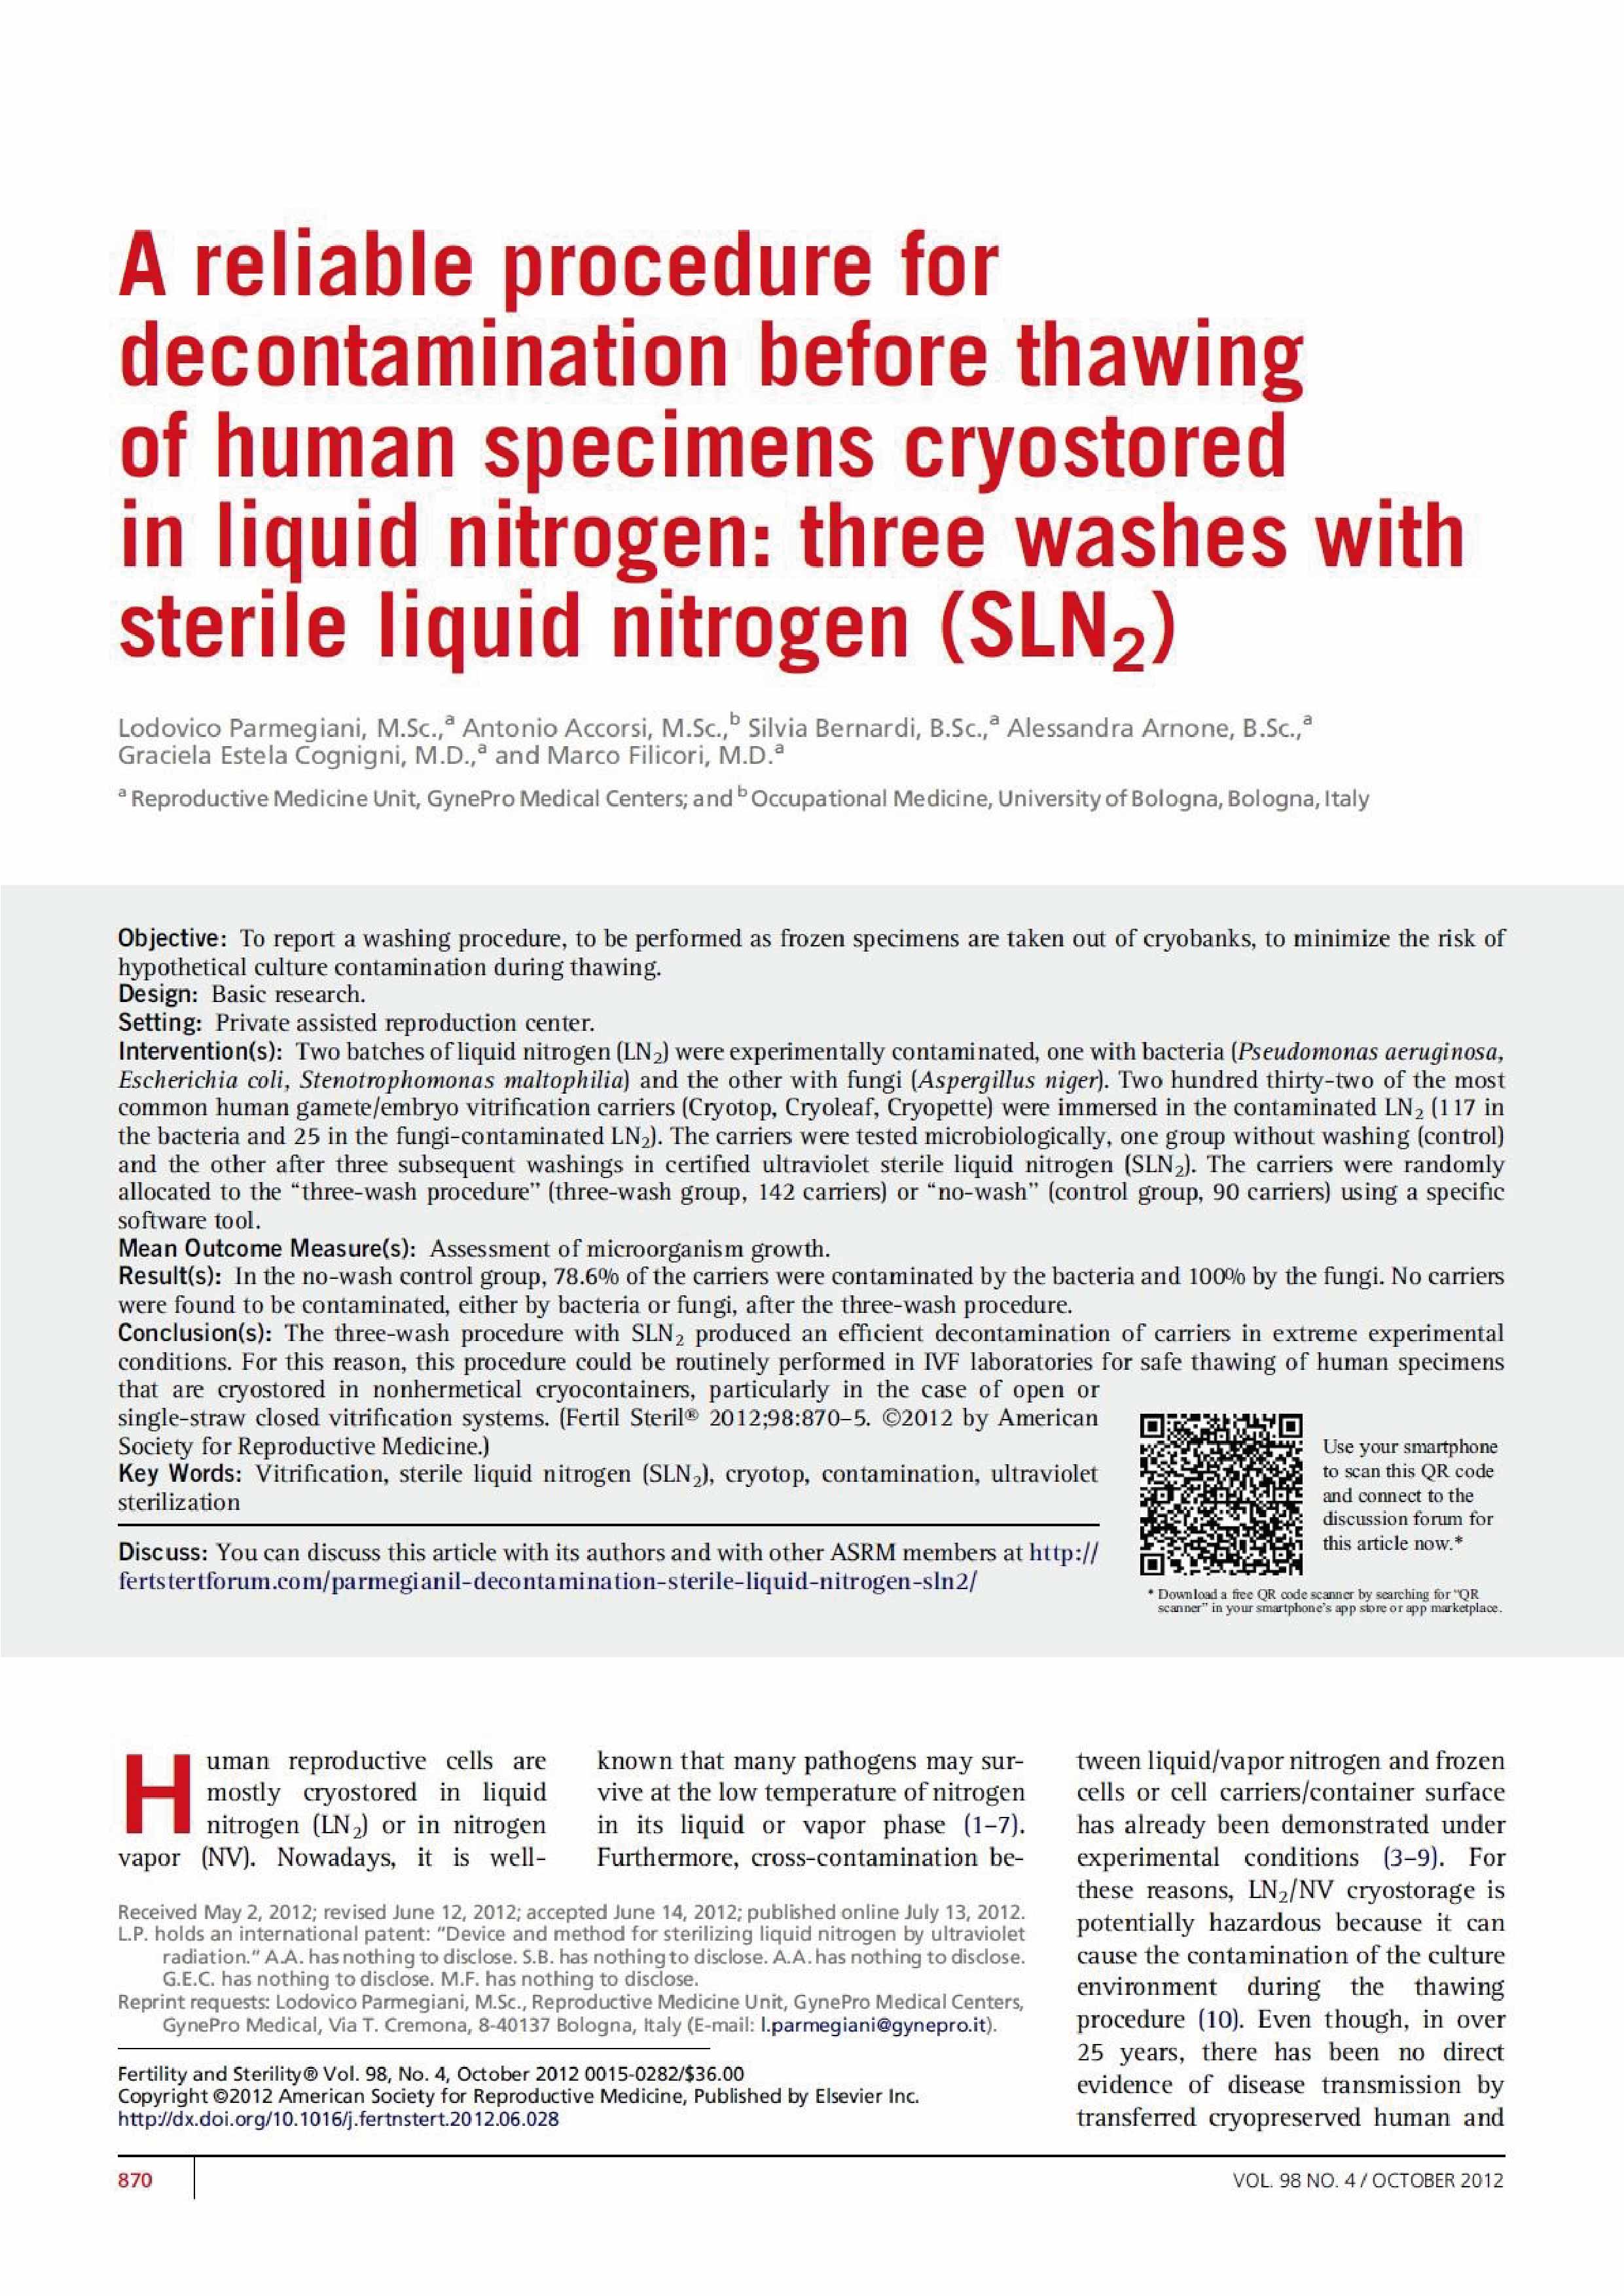 A reliable procedure for
decontamination before thawing
of human specimens cryostored
in liquid nitrogen: three washes with
sterile liquid nitrogen (SLN2)
Lodovico Parmegiani, M.Sc.,a Antonio Accorsi, M.Sc.,b Silvia Bernardi, B.Sc.,a Alessandra Arnone, B.Sc.,a
Graciela Estela Cognigni, M.D.,a and Marco Filicori, M.D.a
a Reproductive Medicine Unit, GynePro Medical Centers; and b Occupational Medicine, University of Bologna, Bologna, Italy
Objective: To report a washing procedure, to be performed as frozen specimens are taken out of cryobanks, to minimize the risk of
hypothetical culture contamination during thawing.
Design: Basic research.
Setting: Private assisted reproduction center.
Intervention(s): Two batches of liquid nitrogen (LN2) were experimentally contaminated, one with bacteria (Pseudomonas aeruginosa,
Escherichia coli, Stenotrophomonas maltophilia) and the other with fungi (Aspergillus niger). Two hundred thirty-two of the most
common human gamete/embryo vitrification carriers (Cryotop, Cryoleaf, Cryopette) were immersed in the contaminated LN2 (117 in
the bacteria and 25 in the fungi-contaminated LN2). The carriers were tested microbiologically, one group without washing (control)
and the other after three subsequent washings in certified ultraviolet sterile liquid nitrogen (SLN2). The carriers were randomly
allocated to the “three-wash procedure” (three-wash group, 142 carriers) or “no-wash” (control group, 90 carriers) using a specific
software tool.
Mean Outcome Measure(s): Assessment of microorganism growth.
Result(s): In the no-wash control group, 78.6% of the carriers were contaminated by the bacteria and 100% by the fungi. No carriers
were found to be contaminated, either by bacteria or fungi, after the three-wash procedure.
Conclusion(s): The three-wash procedure with SLN2 produced an efficient decontamination of carriers in extreme experimental
conditions. For this reason, this procedure could be routinely performed in IVF laboratories for safe thawing of human specimens
that are cryostored in nonhermetical cryocontainers, particularly in the case of open or
single-straw closed vitrification systems. (Fertil Steril® 2012;98:870–5. ©2012 by American
Society for Reproductive Medicine.)
Key Words: Vitrification, sterile liquid nitrogen (SLN2), cryotop, contamination, ultraviolet
sterilization
Discuss: You can discuss this article with its authors and with other ASRM members at http://
fertstertforum.com/parmegianil-decontamination-sterile-liquid-nitrogen-sln2/
Use your smartphone
to scan this QR code
and connect to the
discussion forum for
this article now.*
* Download a free QR code scanner by searching for “QR
scanner” in your smartphone’s app store or app marketplace.
Human reproductive cells are
mostly cryostored in liquid
nitrogen (LN2) or in nitrogen
vapor (NV). Nowadays, it is well-
known that many pathogens may sur-
vive at the low temperature of nitrogen
in its liquid or vapor phase (1–7).
Furthermore, cross-contamination be-
tween liquid/vapor nitrogen and frozen
cells or cell carriers/container surface
has already been demonstrated under
experimental conditions (3–9). For
these reasons, LN2/NV cryostorage is
potentially hazardous because it can
cause the contamination of the culture
environment during the thawing
procedure (10). Even though, in over
25 years, there has been no direct
evidence of disease transmission by
transferred cryopreserved human and
Received May 2, 2012; revised June 12, 2012; accepted June 14, 2012; published online July 13, 2012.
L.P. holds an international patent: "Device and method for sterilizing liquid nitrogen by ultraviolet
radiation." A.A. has nothing to disclose. S.B. has nothing to disclose. A.A. has nothing to disclose.
G.E.C. has nothing to disclose. M.F. has nothing to disclose.
Reprint requests: Lodovico Parmegiani, M.Sc., Reproductive Medicine Unit, GynePro Medical Centers,
GynePro Medical, Via T. Cremona, 8-40137 Bologna, Italy (E-mail: l.parmegiani@gynepro.it).
Fertility and Sterility® Vol. 98, No. 4, October 2012 0015-0282/$36.00
Copyright ©2012 American Society for Reproductive Medicine, Published by Elsevier Inc.
http://dx.doi.org/10.1016/j.fertnstert.2012.06.028
870
VOL. 98 NO. 4 / OCTOBER 2012